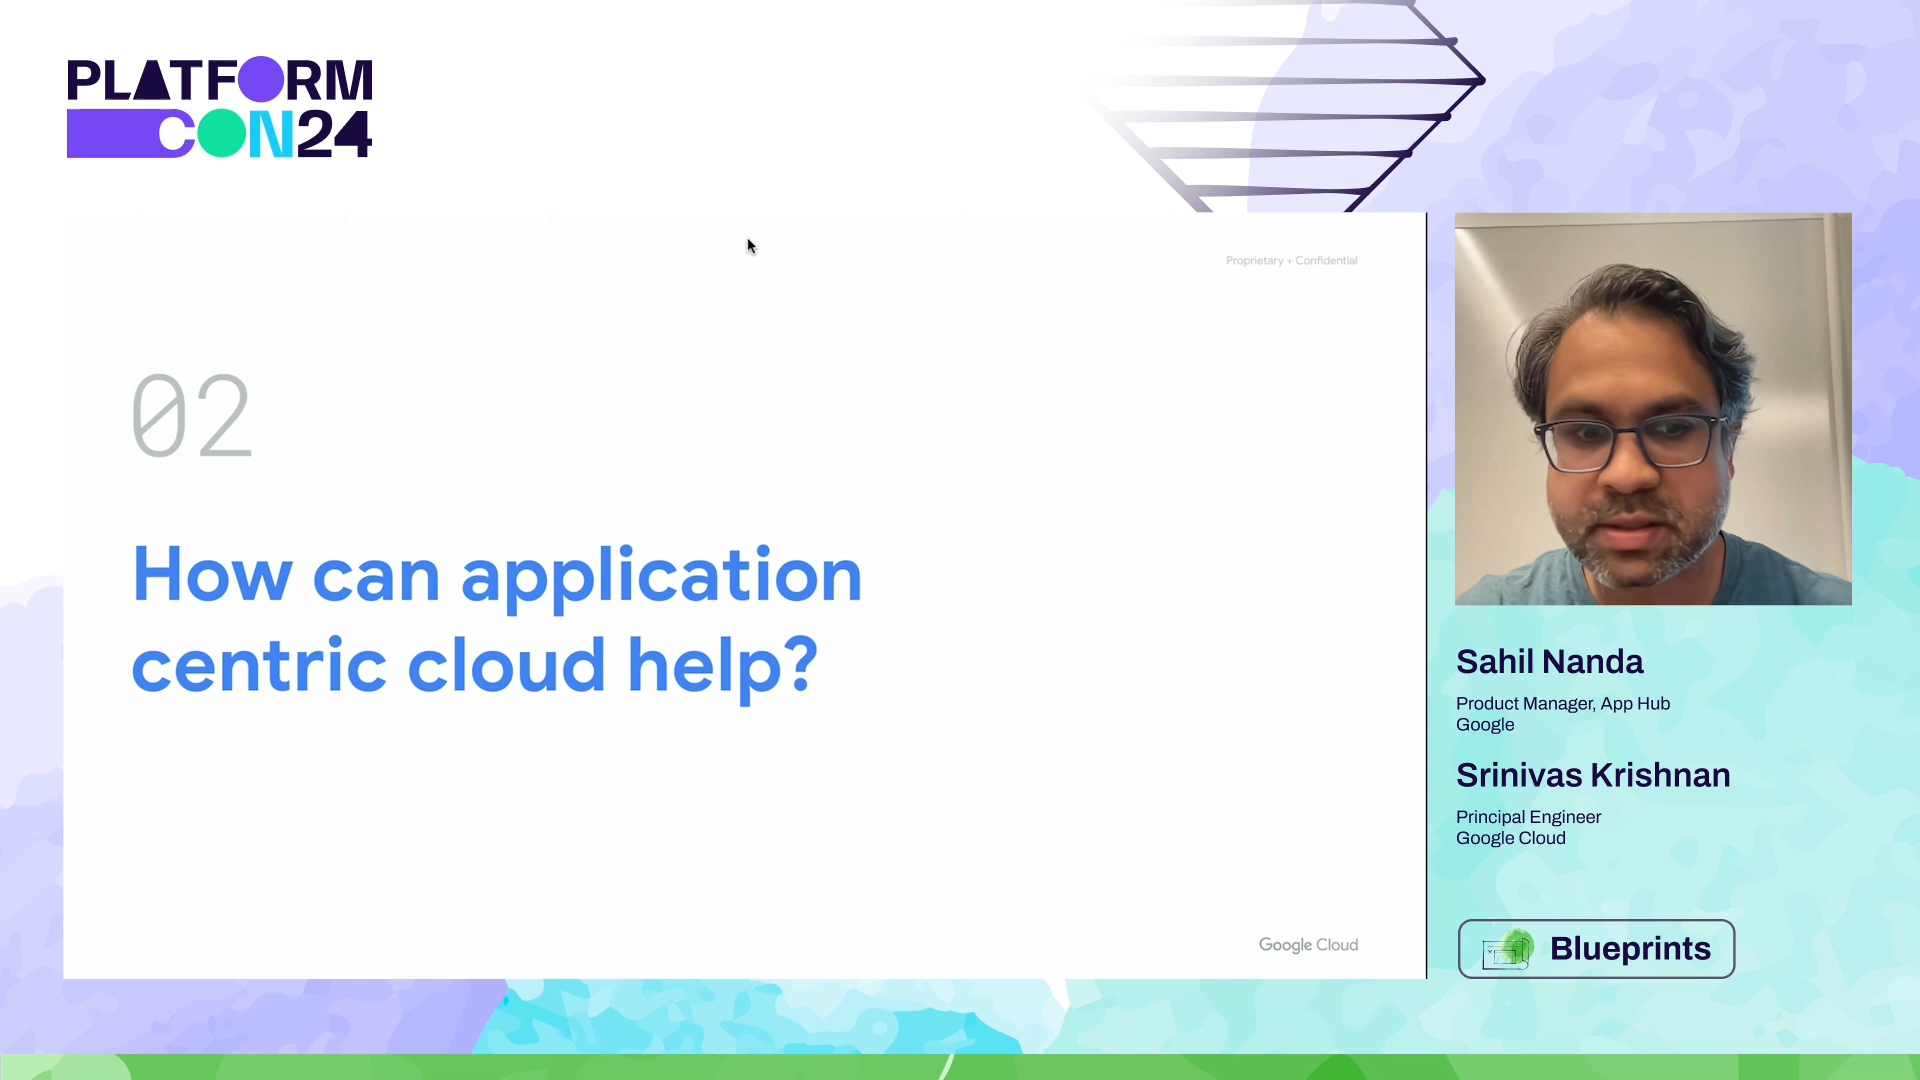 PLATFORM
CON24
Proprietary + Confidential
02
How can application
centric cloud help?
Google Cloud
Sahil Nanda
Product Manager, App Hub
Google
Srinivas Krishnan
Principal Engineer
Google Cloud
Blueprints